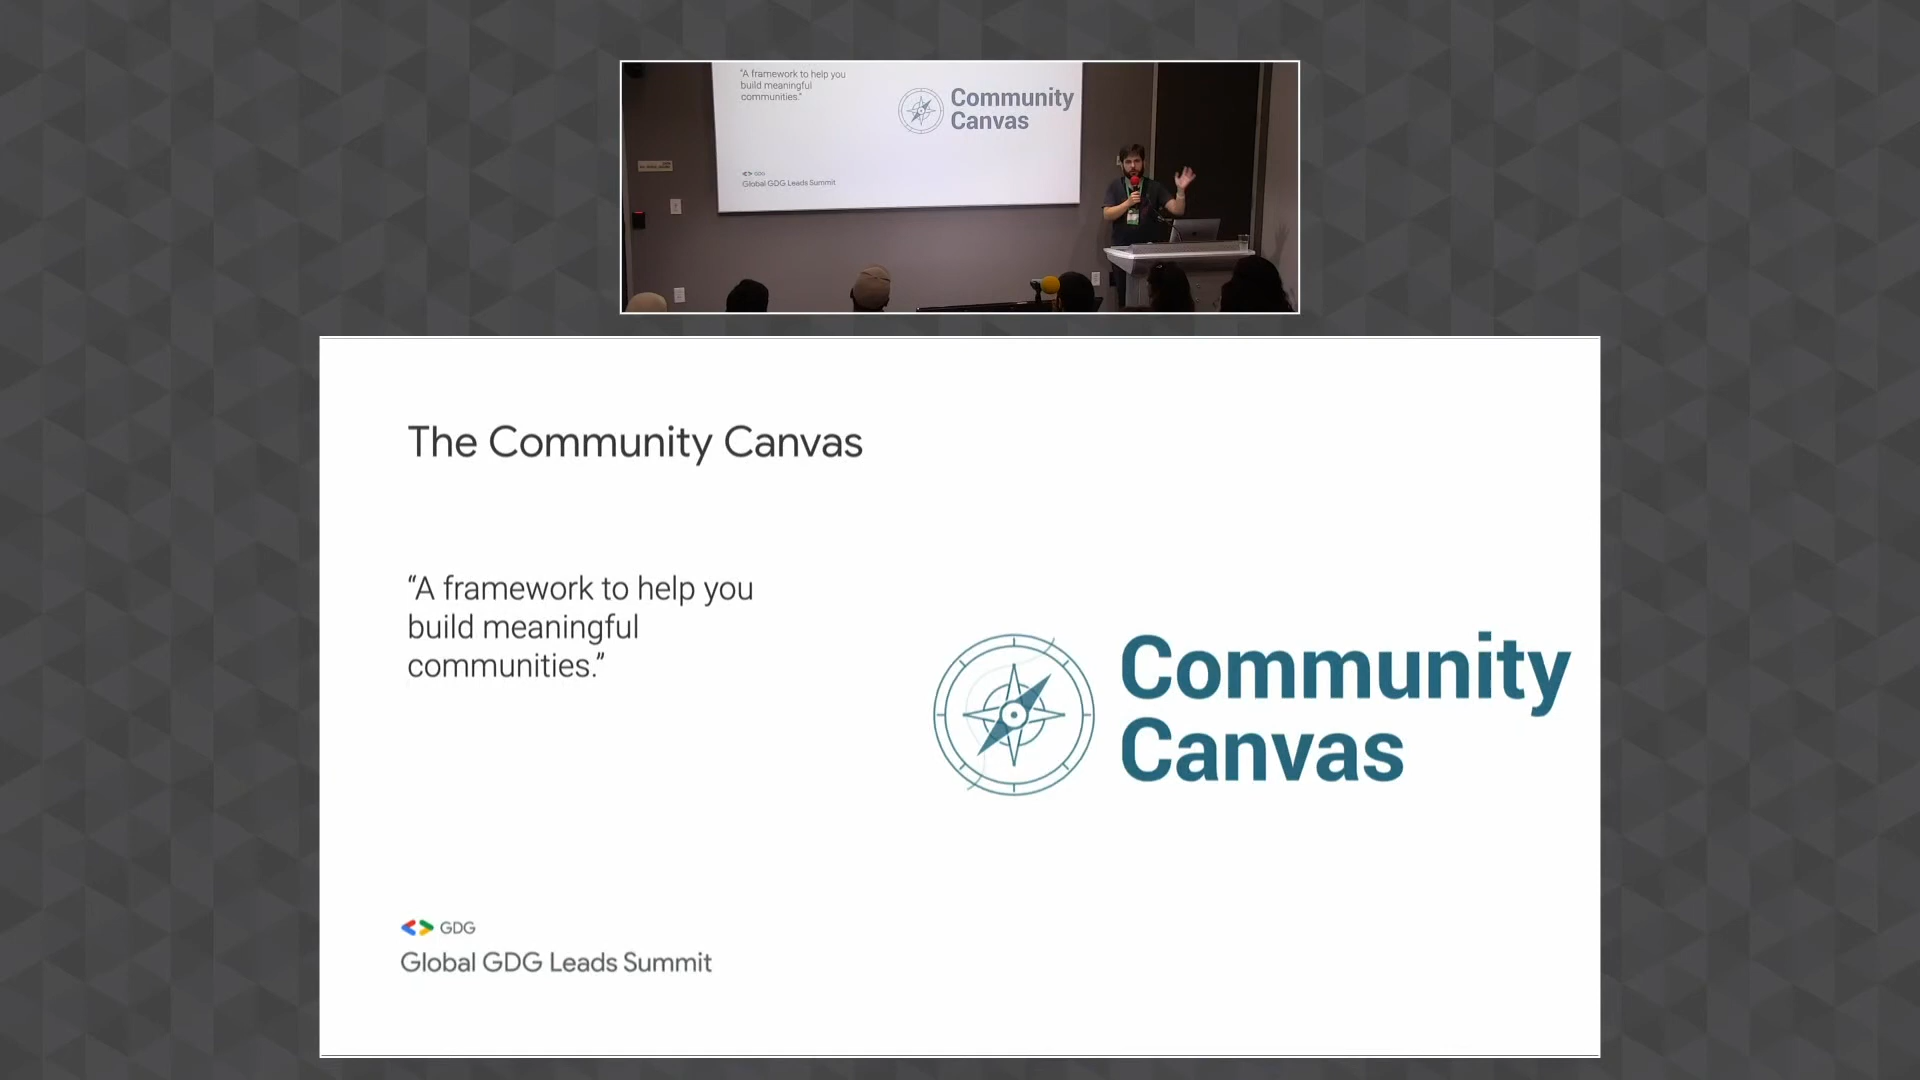 "A framework to help you
build meaningful
communities."
Community
Canvas
GDG
Global GDG Leads Summit
The Community Canvas
“A framework to help you
build meaningful
communities.”
Community
Canvas
GDG
Global GDG Leads Summit